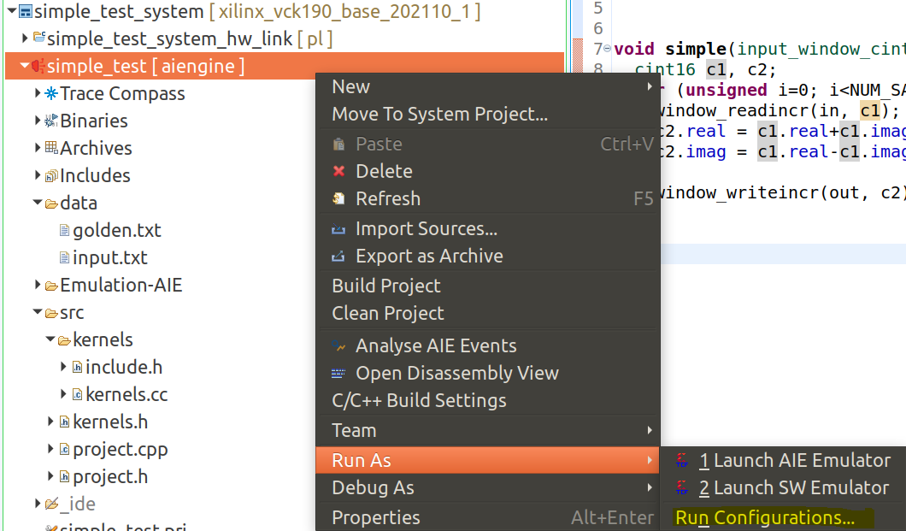 simple_test_system [ xilinx_vck190_base_202110_1 ]
simple_test_system_hw_link [ pl ]
simple_test [ aiengine ]
Trace Compass
Binaries
Archives
Includes
data
golden.txt
input.txt
Emulation-AIE
src
kernels
include.h
kernels.cc
kernels.h
project.cpp
project.h
_ide
simple_test.prj
New
Move To System Project...
Paste Ctrl+V
Delete
Refresh F5
Import Sources...
Export as Archive
Build Project
Clean Project
Analyse AIE Events
Open Disassembly View
C/C++ Build Settings
Team
Run As
Debug As
Properties Alt+Enter
1 Launch AIE Emulator
2 Launch SW Emulator
Run Configurations...
5
6
7 void simple(input_window_cint
8 cint16 c1, c2;
r (unsigned i=0; i<NUM_SA
window_readincr(in, c1);
c2.real = c1.real+c1.imag
c2.imag = c1.real-c1.imag
window_writeincr(out, c2)